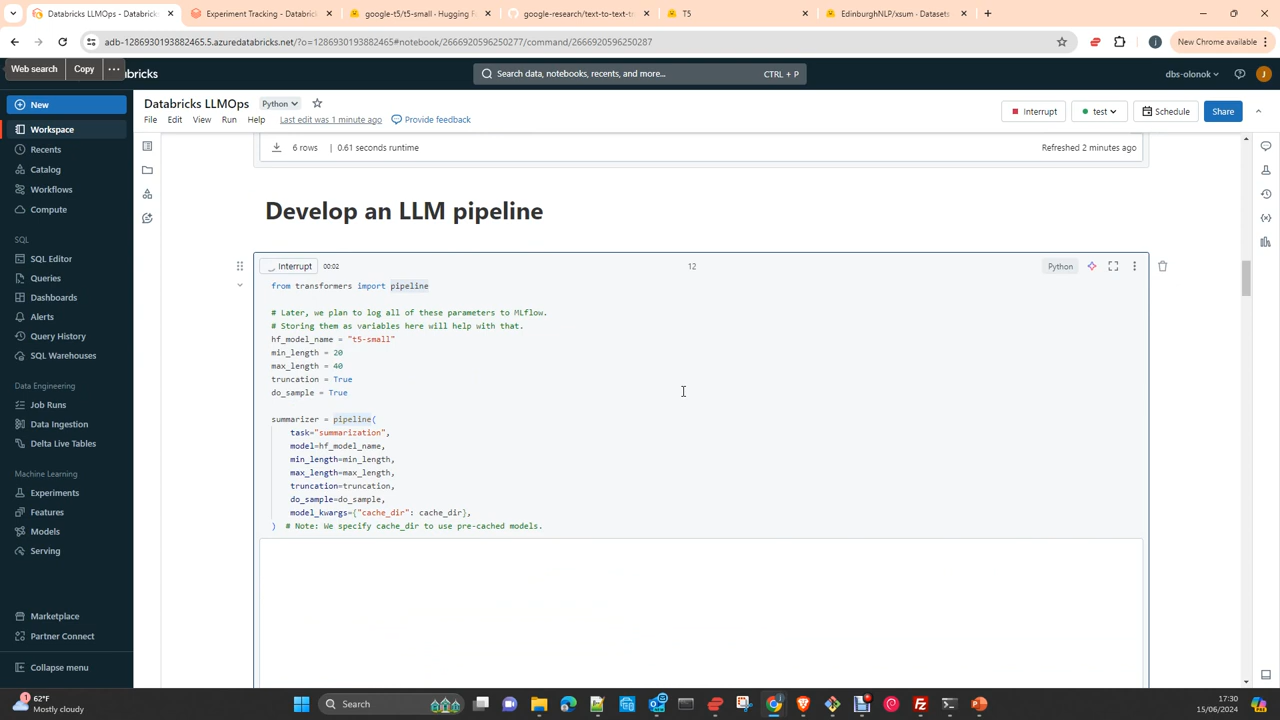 Databricks LLMOps - Databricks
Experiment Tracking - Databric
google-t5/t5-small · Hugging F
google-research/text-to-text-te
T5
EdinburghNLP/xsum · Datasets
adb-1286930193882465.5.azuredatabricks.net/?o=1286930193882465#notebook/2666920596250277/command/2666920596250287
New Chrome available
Web search
Copy
bricks
Search data, notebooks, recents, and more...
CTRL + P
dbs-olonok
J
New
Workspace
Recents
Catalog
Workflows
Compute
SQL
SQL Editor
Queries
Dashboards
Alerts
Query History
SQL Warehouses
Data Engineering
Job Runs
Data Ingestion
Delta Live Tables
Machine Learning
Experiments
Features
Models
Serving
Marketplace
Partner Connect
Collapse menu
Databricks LLMOps
Python
File Edit View Run Help Last edit was 1 minute ago Provide feedback
Interrupt
test
Schedule
Share
6 rows | 0.61 seconds runtime
Refreshed 2 minutes ago
Develop an LLM pipeline
Interrupt 00:02
12
Python
from transformers import pipeline
# Later, we plan to log all of these parameters to MLflow.
# Storing them as variables here will help with that.
hf_model_name = "t5-small"
min_length = 20
max_length = 40
truncation = True
do_sample = True
summarizer = pipeline(
task="summarization",
model=hf_model_name,
min_length=min_length,
max_length=max_length,
truncation=truncation,
do_sample=do_sample,
model_kwargs={"cache_dir": cache_dir},
) # Note: We specify cache_dir to use pre-cached models.
1
62°F
Mostly cloudy
Search
17:30
15/06/2024